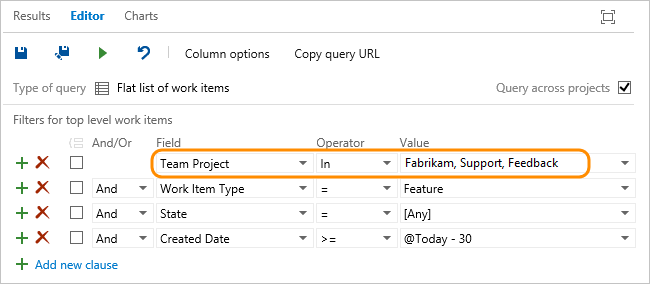 Results Editor Charts
Column options Copy query URL
Type of query Flat list of work items Query across projects
Filters for top level work items
And/Or Field Operator Value
Team Project In Fabrikam, Support, Feedback
And Work Item Type = Feature
And State = [Any]
And Created Date >= @Today - 30
Add new clause